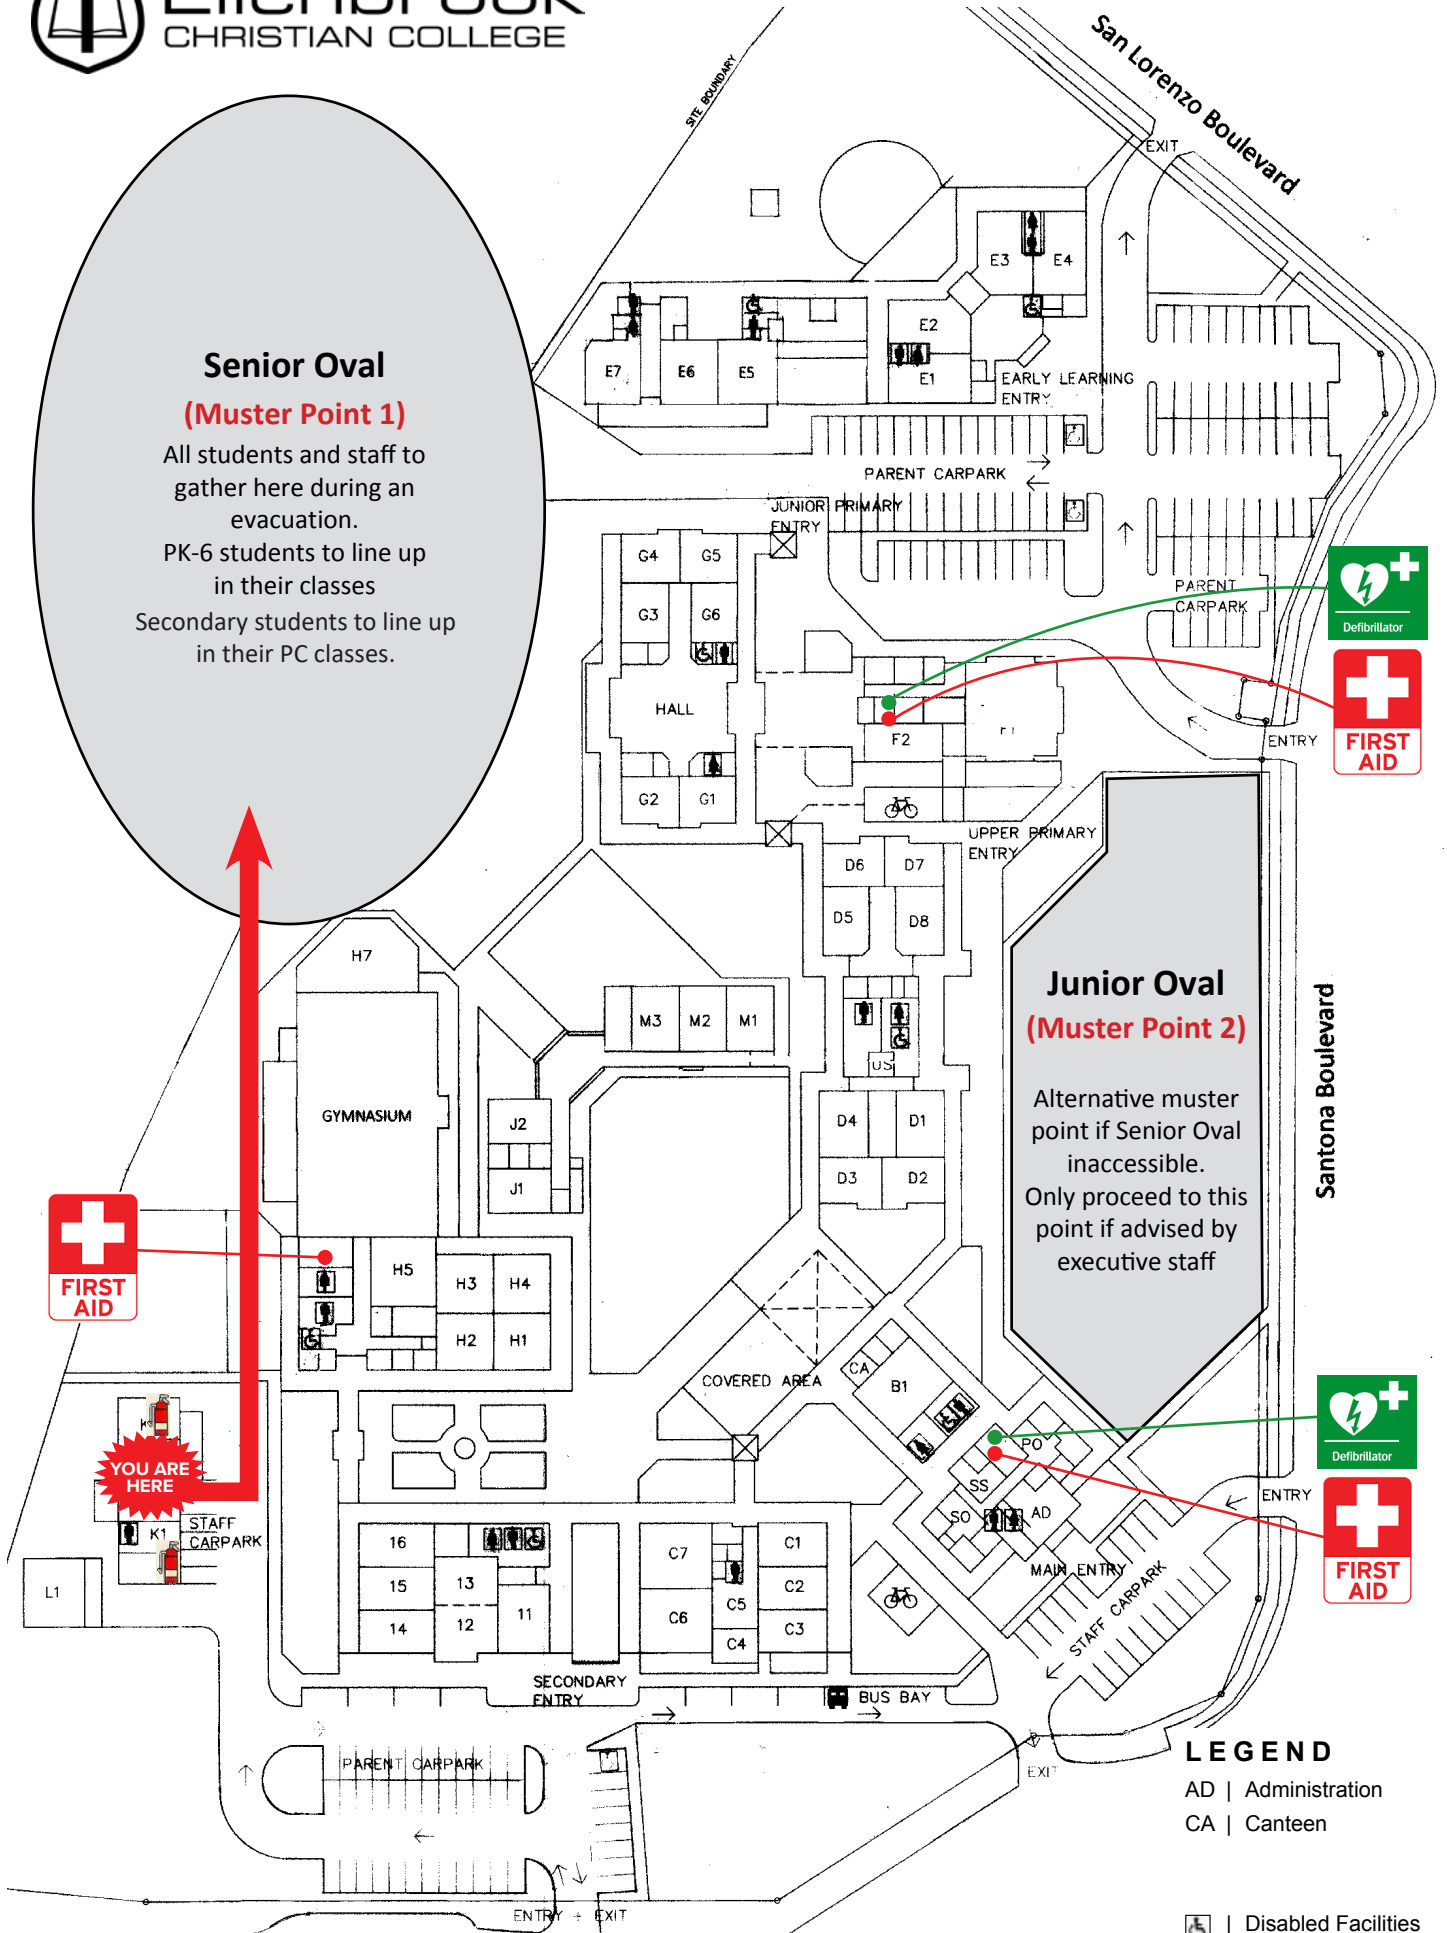 CHRISTIAN COLLEGE
San Lorenzo Boulevard
SITE BOUNDARY
EXIT
E3
E4
E2
E1
E7
E6
E5
EARLY LEARNING
ENTRY
Senior Oval
(Muster Point 1)
All students and staff to
gather here during an
evacuation.
PK-6 students to line up
in their classes
Secondary students to line up
in their PC classes.
PARENT CARPARK
JUNIOR PRIMARY
ENTRY
G4
G5
G3
G6
HALL
G2
G1
PARENT
CARPARK
Defibrillator
FIRST
AID
ENTRY
F2
F1
UPPER PRIMARY
ENTRY
D6
D7
D5
D8
US
D4
D1
D3
D2
Junior Oval
(Muster Point 2)
Alternative muster
point if Senior Oval
inaccessible.
Only proceed to this
point if advised by
executive staff
Santona Boulevard
H7
GYMNASIUM
M3
M2
M1
J2
J1
FIRST
AID
H5
H3
H4
H2
H1
COVERED AREA
CA
B1
PO
SS
SO
AD
MAIN ENTRY
STAFF CARPARK
ENTRY
Defibrillator
FIRST
AID
YOU ARE
HERE
K1
STAFF
CARPARK
L1
16
15
14
13
12
11
C7
C6
C5
C4
C1
C2
C3
SECONDARY
ENTRY
BUS BAY
PARENT CARPARK
EXIT
ENTRY + EXIT
LEGEND
AD | Administration
CA | Canteen
| Disabled Facilities